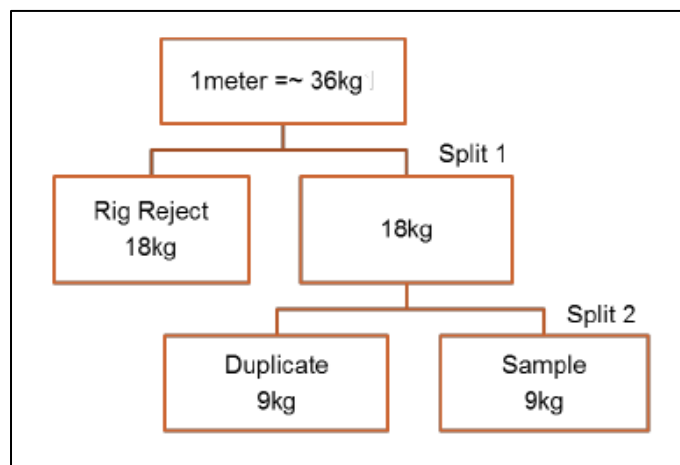 1meter =~ 36kg
Split 1
Rig Reject
18kg
18kg
Split 2
Duplicate
9kg
Sample
9kg